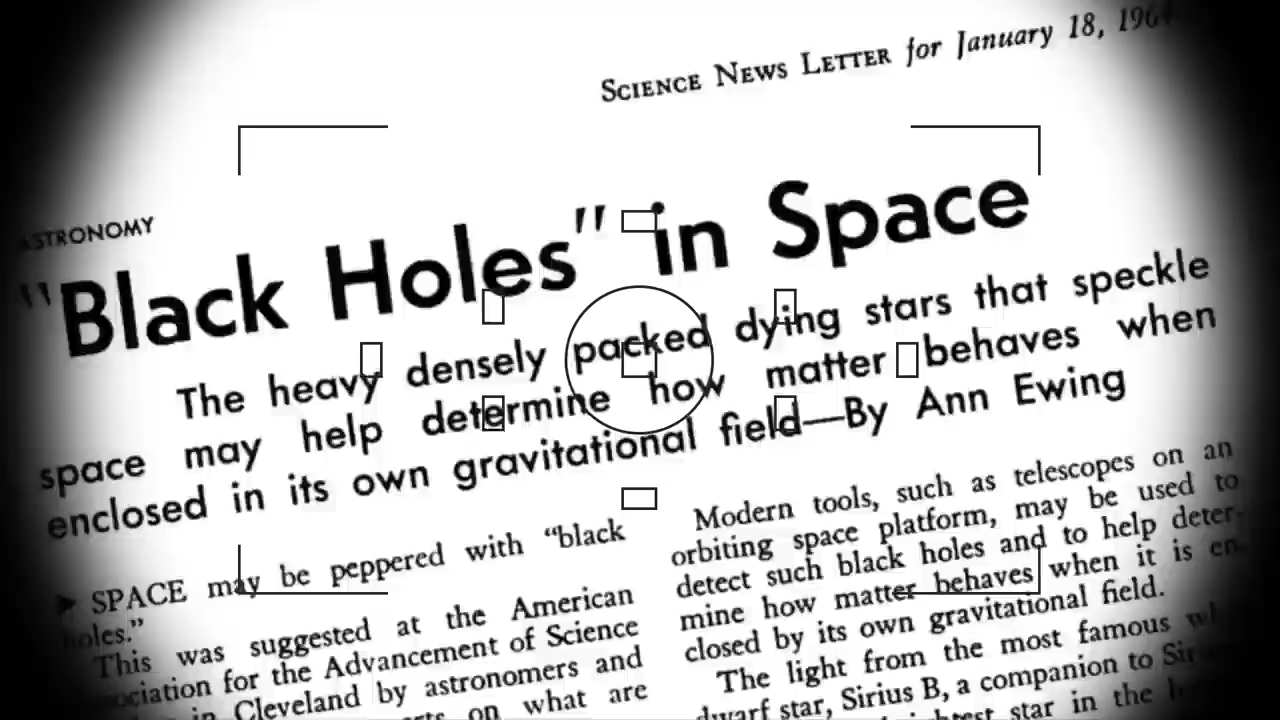 SCIENCE NEWS LETTER for January 18, 1964
ASTRONOMY
"Black Holes" in Space
The heavy densely packed dying stars that speckle
space may help determine how matter behaves when
enclosed in its own gravitational field—By Ann Ewing
SPACE may be peppered with "black
holes."
This was suggested at the American
ociation for the Advancement of Science
in Cleveland by astronomers and
on what are
Modern tools, such as telescopes on an
orbiting space platform, may be used to
detect such black holes and to help deter-
mine how matter behaves when it is en-
closed by its own gravitational field.
The light from the most famous
dwarf star, Sirius B, a companion to Sirius
star in the